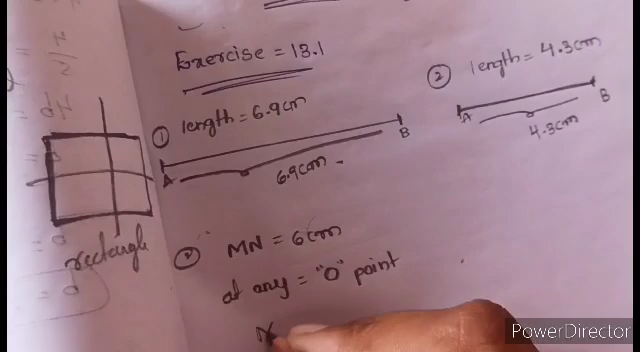 Exercise = 13.1
① length = 6.9cm
A
B
6.9cm
② length = 4.3cm
A
B
4.3cm
rectangle
MN = 6cm
at any = "O" point
PowerDirector